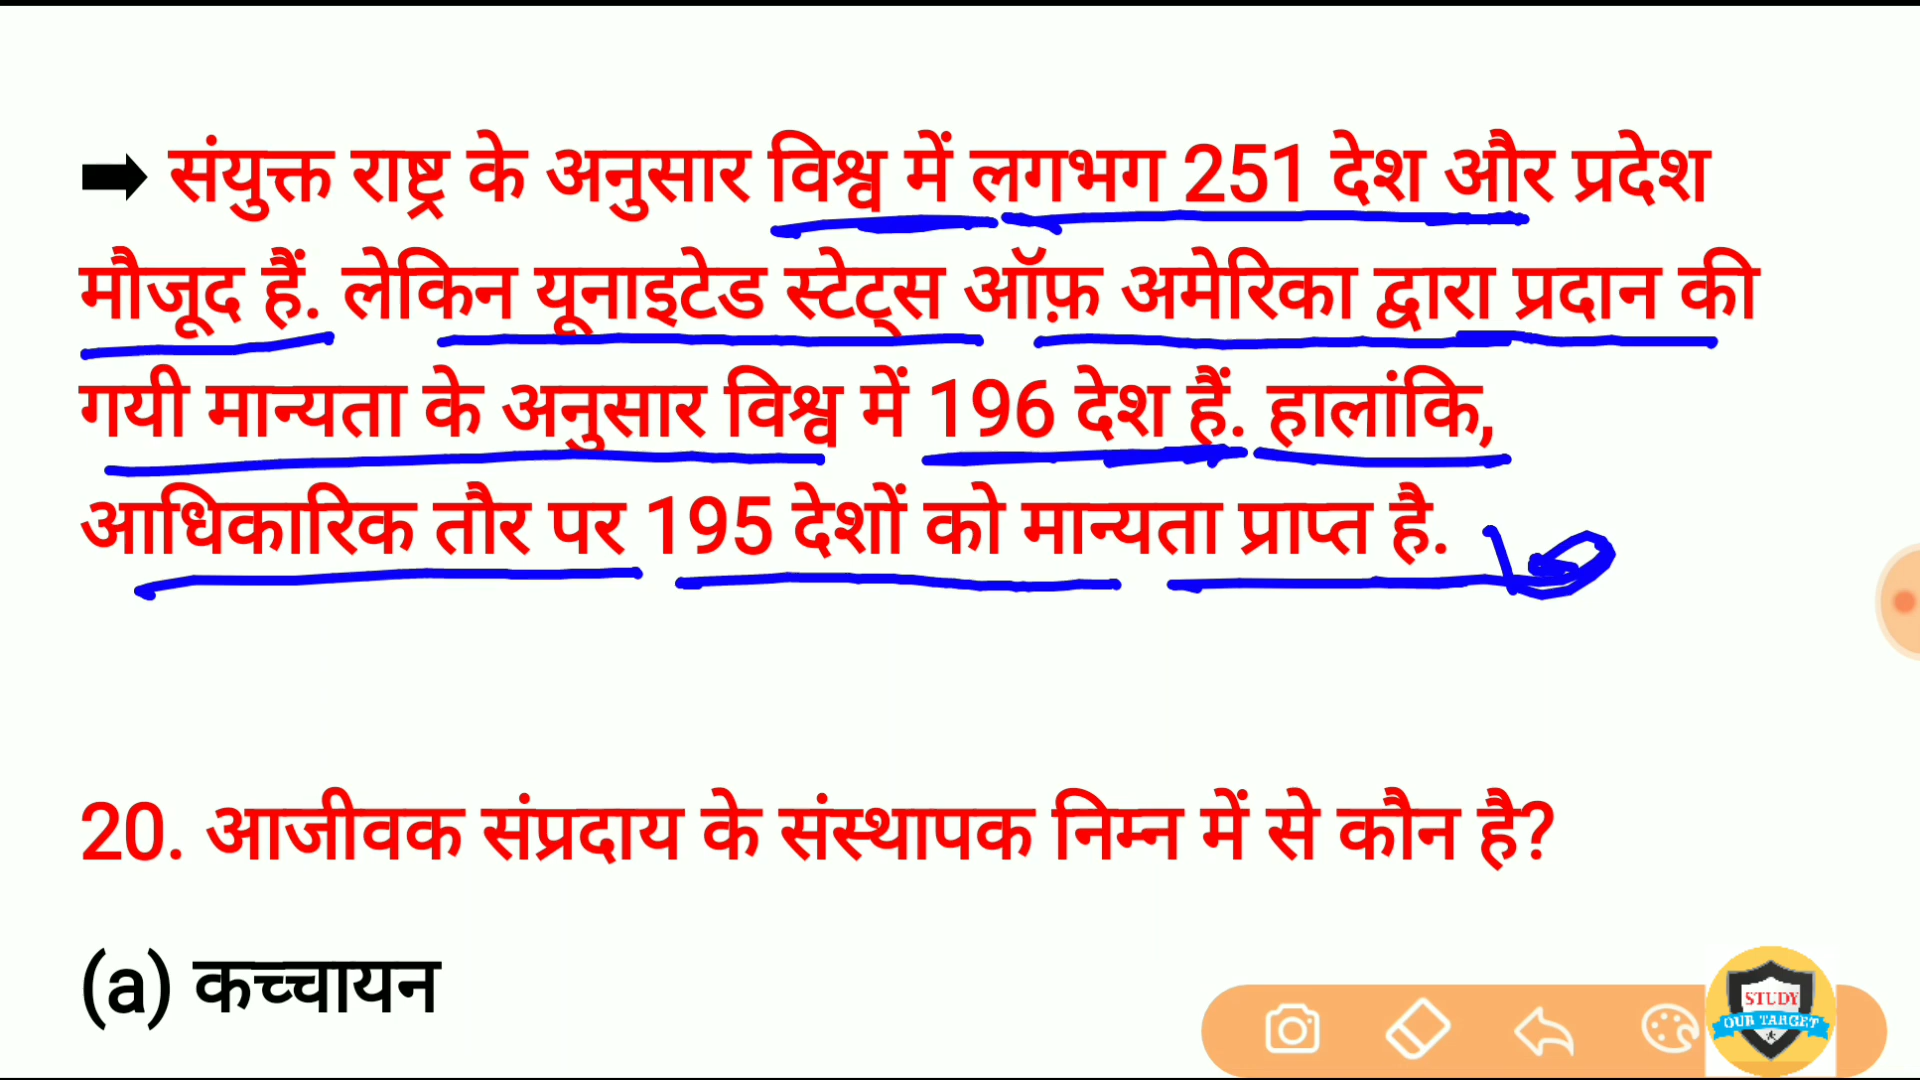 ➡ संयुक्त राष्ट्र के अनुसार विश्व में लगभग 251 देश और प्रदेश
मौजूद हैं. लेकिन यूनाइटेड स्टेट्स ऑफ़ अमेरिका द्वारा प्रदान की
गयी मान्यता के अनुसार विश्व में 196 देश हैं. हालांकि,
आधिकारिक तौर पर 195 देशों को मान्यता प्राप्त है.
20. आजीवक संप्रदाय के संस्थापक निम्न में से कौन है?
(a) कच्चायन
STUDY
OUR TARGET